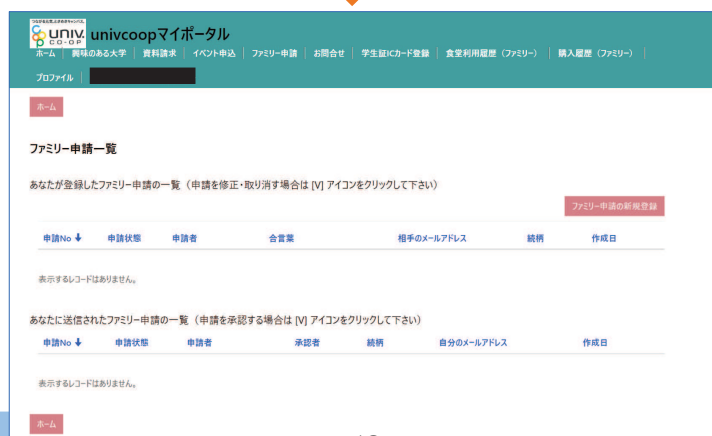 つながる元気、ときめきキャンパス。
UNIV.
CO-OP
univcoopマイポータル
ホーム 興味のある大学 資料請求 イベント申込 ファミリー申請 お問合せ 学生証ICカード登録 食堂利用履歴（ファミリー） 購入履歴（ファミリー）
プロファイル
ホーム
ファミリー申請一覧
あなたが登録したファミリー申請の一覧（申請を修正・取り消す場合は [V] アイコンをクリックして下さい）
ファミリー申請の新規登録
申請No ↓ 申請状態 申請者 合言葉 相手のメールアドレス 続柄 作成日
表示するレコードはありません。
あなたに送信されたファミリー申請の一覧（申請を承認する場合は [V] アイコンをクリックして下さい）
申請No ↓ 申請状態 申請者 承認者 続柄 自分のメールアドレス 作成日
表示するレコードはありません。
ホーム